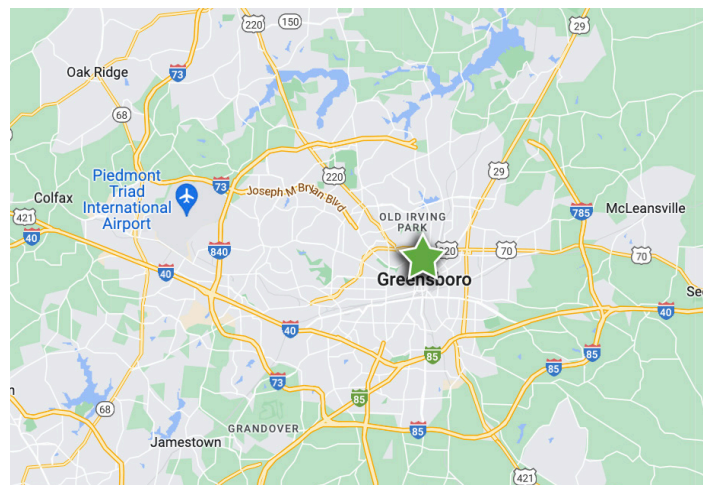 150
220
29
Oak Ridge
73
68
Piedmont
Triad
International
Airport
73
Joseph M Bryan Blvd
220
29
Colfax
421
40
OLD IRVING
PARK
785
McLeansville
840
220
70
70
40
Greensboro
40
40
85
85
85
73
85
68
GRANDOVER
85
Jamestown
421